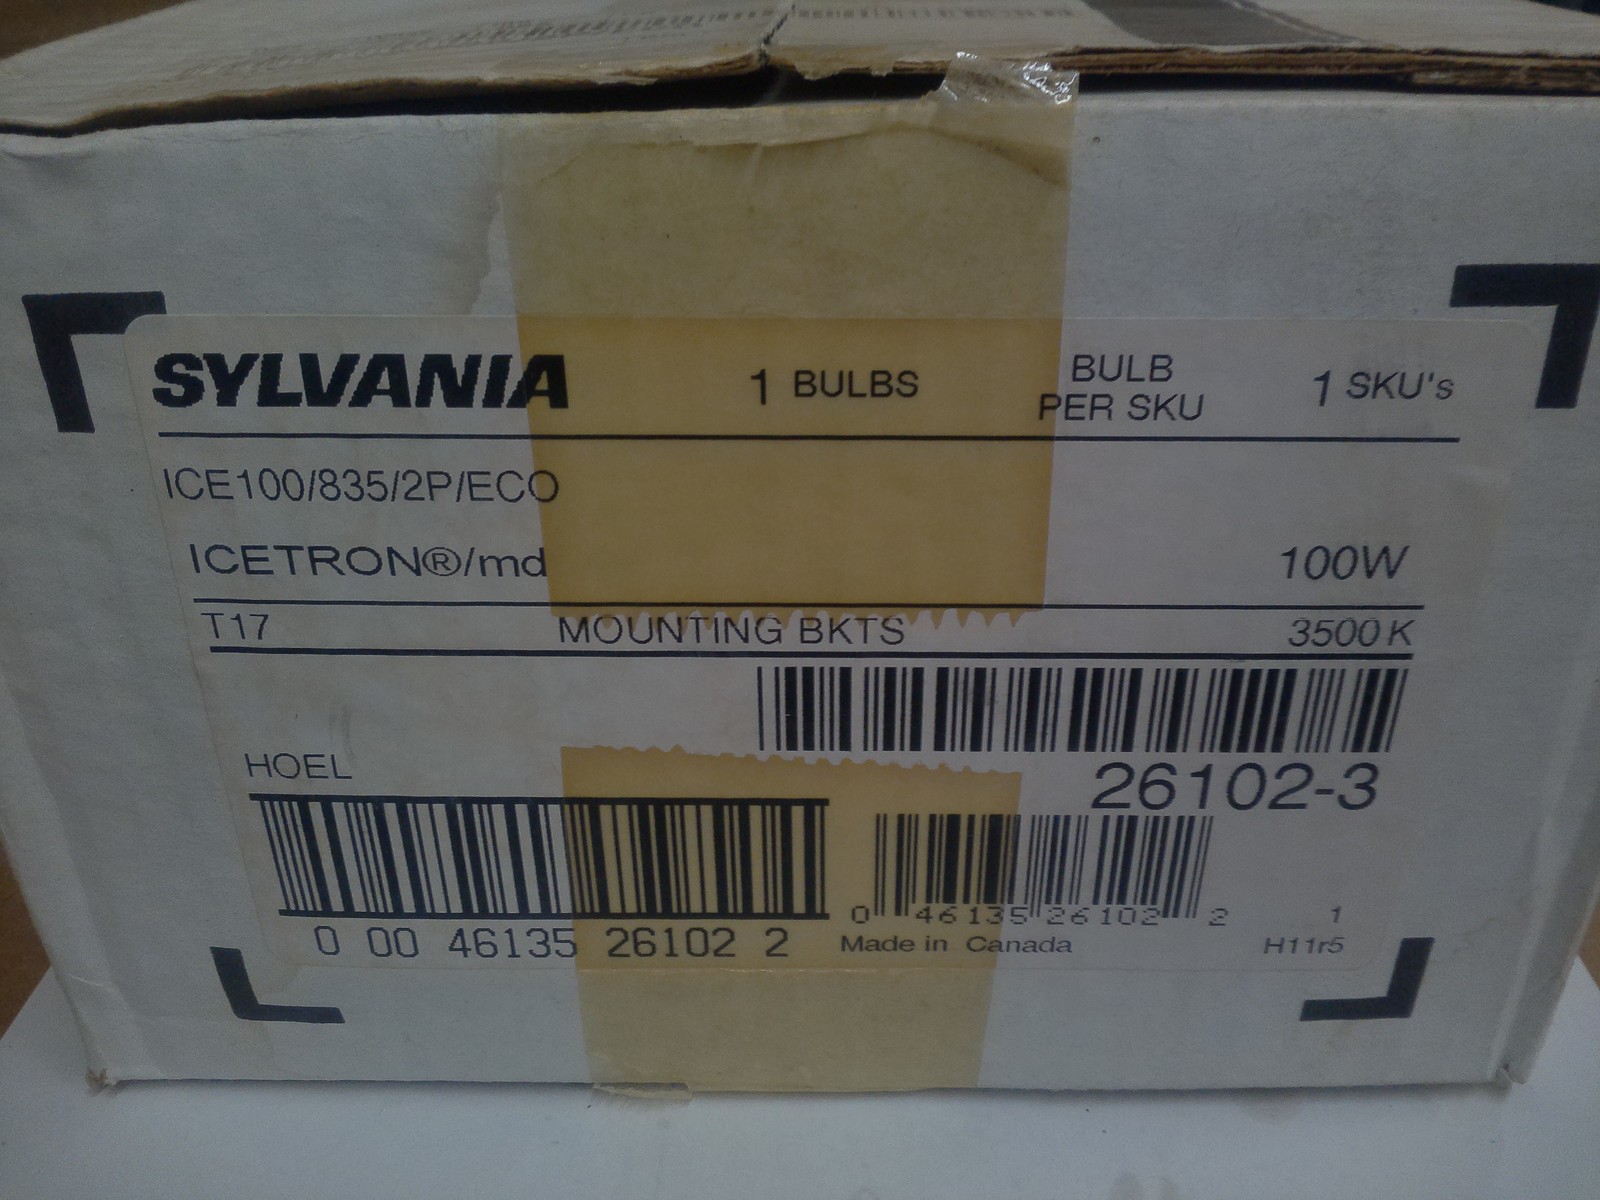 SYLVANIA 1 BULBS BULB PER SKU 1 SKU's
ICE100/835/2P/ECO
ICETRON®/md 100W
T17 MOUNTING BKTS 3500 K
HOEL
26102-3
0 00 46135 26102 2
0 46135 26102 2
1
Made in Canada H11r5